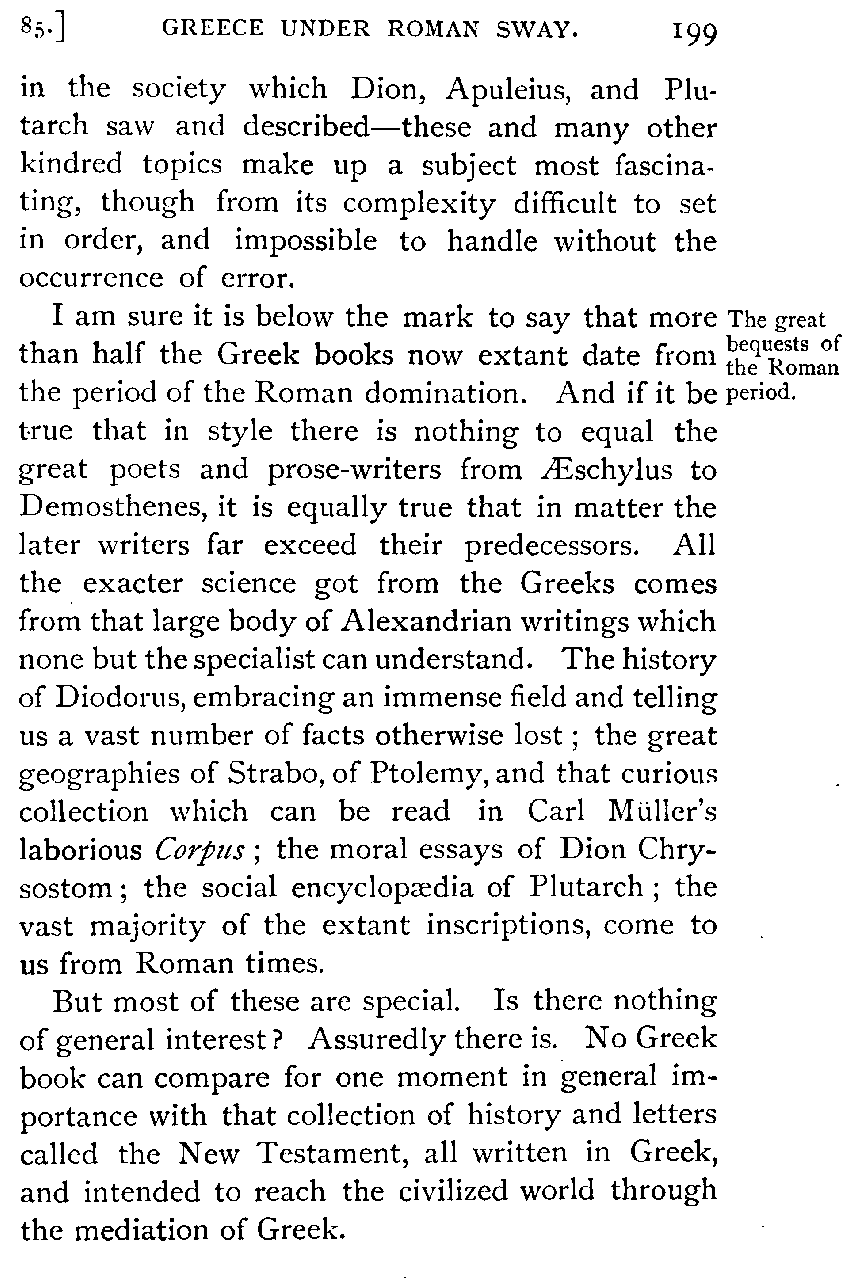 85.] GREECE UNDER ROMAN SWAY. 199
in the society which Dion, Apuleius, and Plu-
tarch saw and described—these and many other
kindred topics make up a subject most fascina-
ting, though from its complexity difficult to set
in order, and impossible to handle without the
occurrence of error.
I am sure it is below the mark to say that more
than half the Greek books now extant date from
the period of the Roman domination. And if it be
true that in style there is nothing to equal the
great poets and prose-writers from Æschylus to
Demosthenes, it is equally true that in matter the
later writers far exceed their predecessors. All
the exacter science got from the Greeks comes
from that large body of Alexandrian writings which
none but the specialist can understand. The history
of Diodorus, embracing an immense field and telling
us a vast number of facts otherwise lost ; the great
geographies of Strabo, of Ptolemy, and that curious
collection which can be read in Carl Müller's
laborious Corpus ; the moral essays of Dion Chry-
sostom ; the social encyclopædia of Plutarch ; the
vast majority of the extant inscriptions, come to
us from Roman times.
But most of these are special. Is there nothing
of general interest ? Assuredly there is. No Greek
book can compare for one moment in general im-
portance with that collection of history and letters
called the New Testament, all written in Greek,
and intended to reach the civilized world through
the mediation of Greek.
The great
bequests of
the Roman
period.